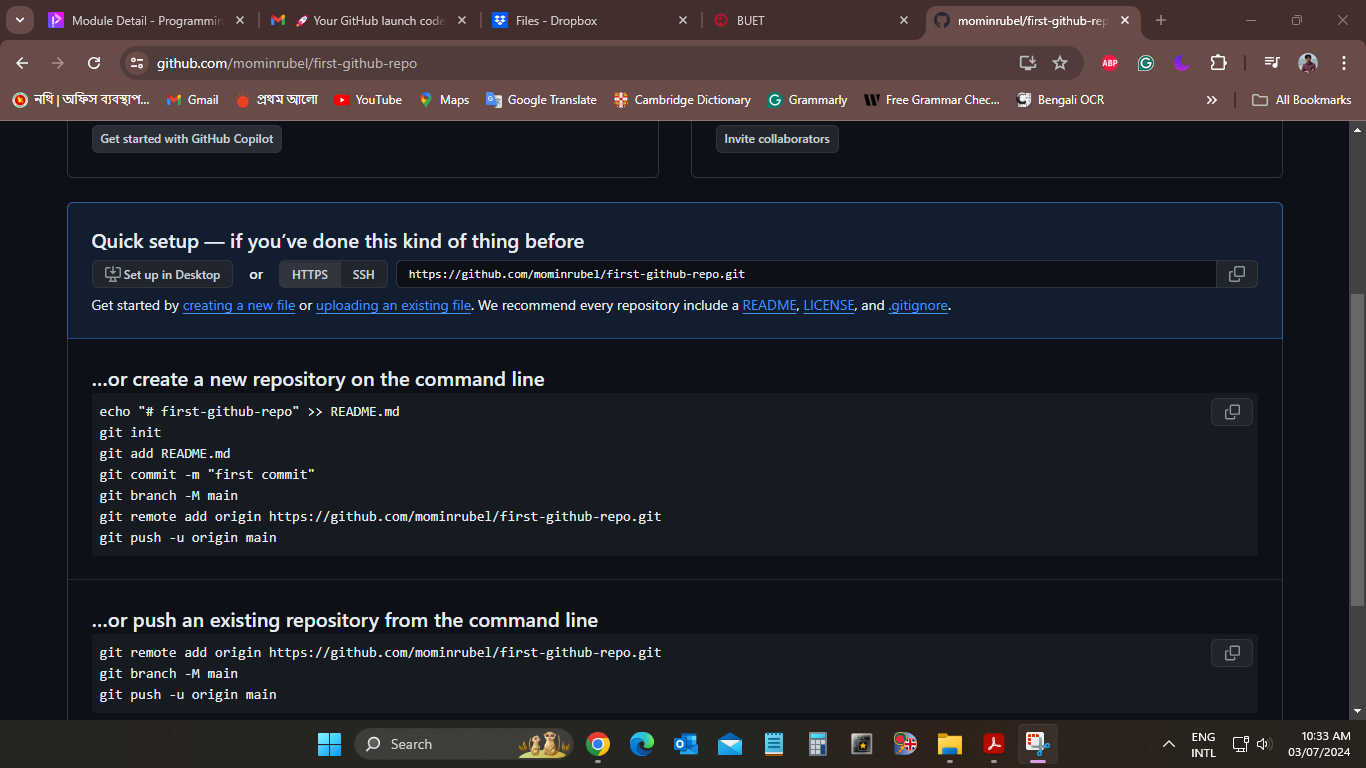 Module Detail - Programmin
Your GitHub launch code
Files - Dropbox
BUET
mominrubel/first-github-rep
github.com/mominrubel/first-github-repo
ABP
নথি | অফিস ব্যবস্থাপ...
Gmail
প্রথম আলো
YouTube
Maps
Google Translate
Cambridge Dictionary
Grammarly
Free Grammar Chec...
Bengali OCR
All Bookmarks
Get started with GitHub Copilot
Invite collaborators
Quick setup — if you’ve done this kind of thing before
Set up in Desktop or HTTPS SSH https://github.com/mominrubel/first-github-repo.git
Get started by creating a new file or uploading an existing file. We recommend every repository include a README, LICENSE, and .gitignore.
…or create a new repository on the command line
echo "# first-github-repo" >> README.md
git init
git add README.md
git commit -m "first commit"
git branch -M main
git remote add origin https://github.com/mominrubel/first-github-repo.git
git push -u origin main
…or push an existing repository from the command line
git remote add origin https://github.com/mominrubel/first-github-repo.git
git branch -M main
git push -u origin main
Search
ENG
INTL
10:33 AM
03/07/2024